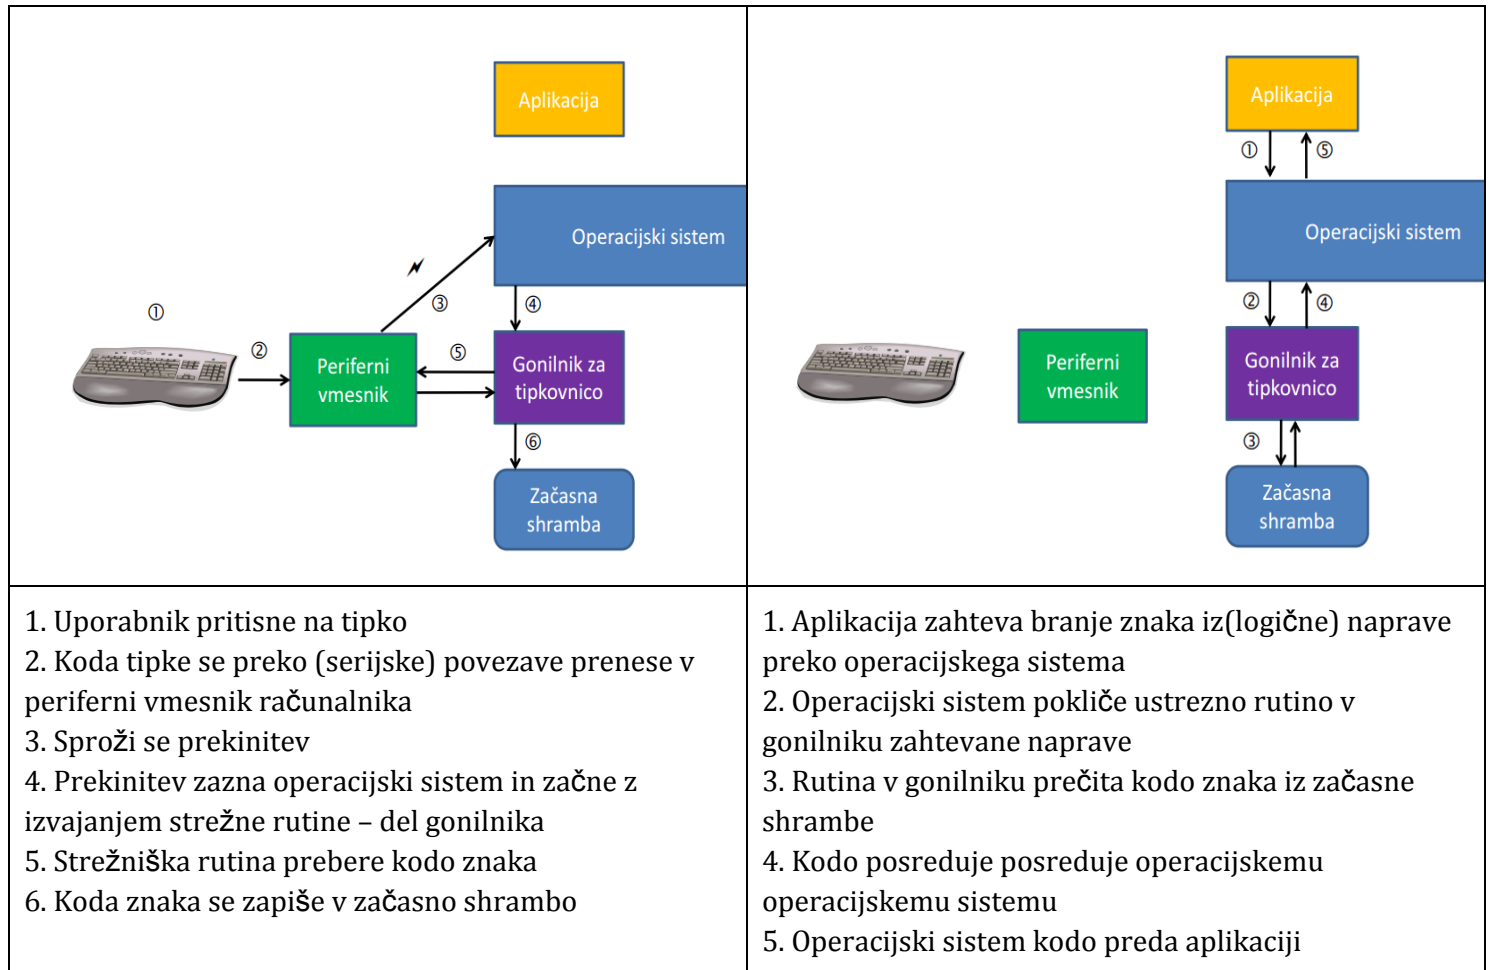 Aplikacija
Operacijski sistem
①
②
③
④
⑤
⑥
Periferni
vmesnik
Gonilnik za
tipkovnico
Začasna
shramba
Aplikacija
①
⑤
Operacijski sistem
②
④
Periferni
vmesnik
Gonilnik za
tipkovnico
③
Začasna
shramba
1. Uporabnik pritisne na tipko
2. Koda tipke se preko (serijske) povezave prenese v
periferni vmesnik računalnika
3. Sproži se prekinitev
4. Prekinitev zazna operacijski sistem in začne z
izvajanjem strežne rutine – del gonilnika
5. Strežniška rutina prebere kodo znaka
6. Koda znaka se zapiše v začasno shrambo
1. Aplikacija zahteva branje znaka iz(logične) naprave
preko operacijskega sistema
2. Operacijski sistem pokliče ustrezno rutino v
gonilniku zahtevane naprave
3. Rutina v gonilniku prečita kodo znaka iz začasne
shrambe
4. Kodo posreduje posreduje operacijskemu
operacijskemu sistemu
5. Operacijski sistem kodo preda aplikaciji